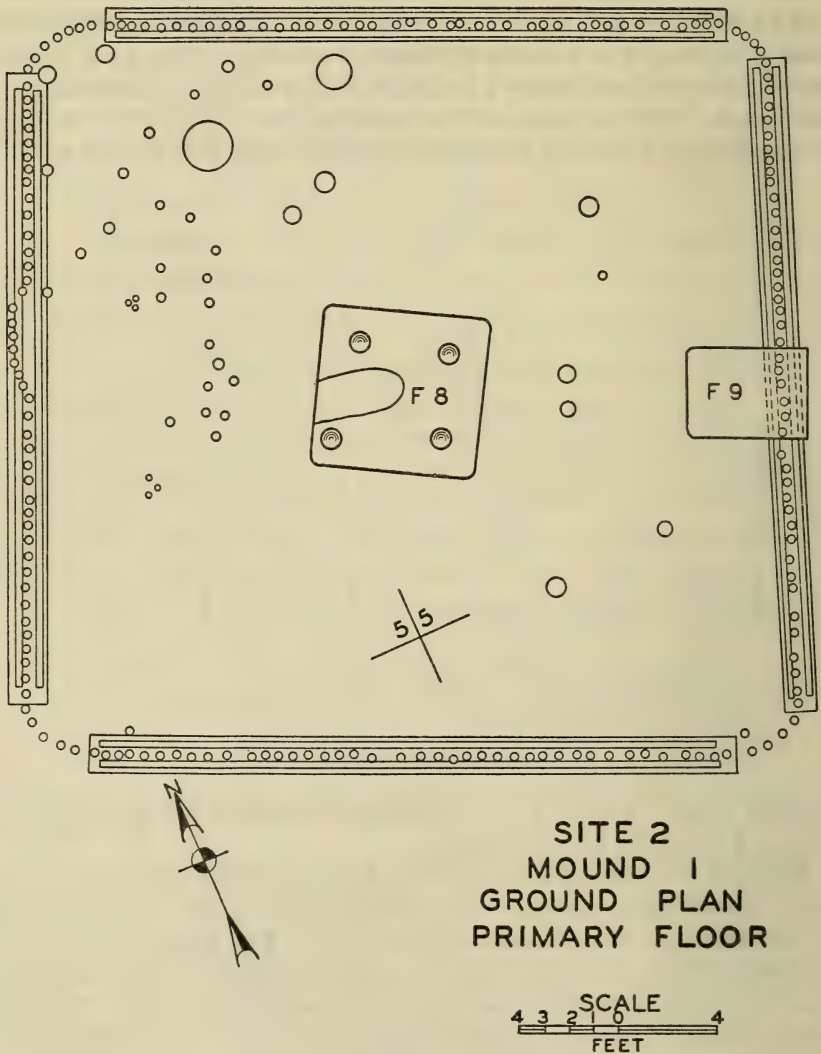 F 8
F 9
5 5
N
SITE 2
MOUND 1
GROUND PLAN
PRIMARY FLOOR
SCALE
4 3 2 1 0 4
FEET